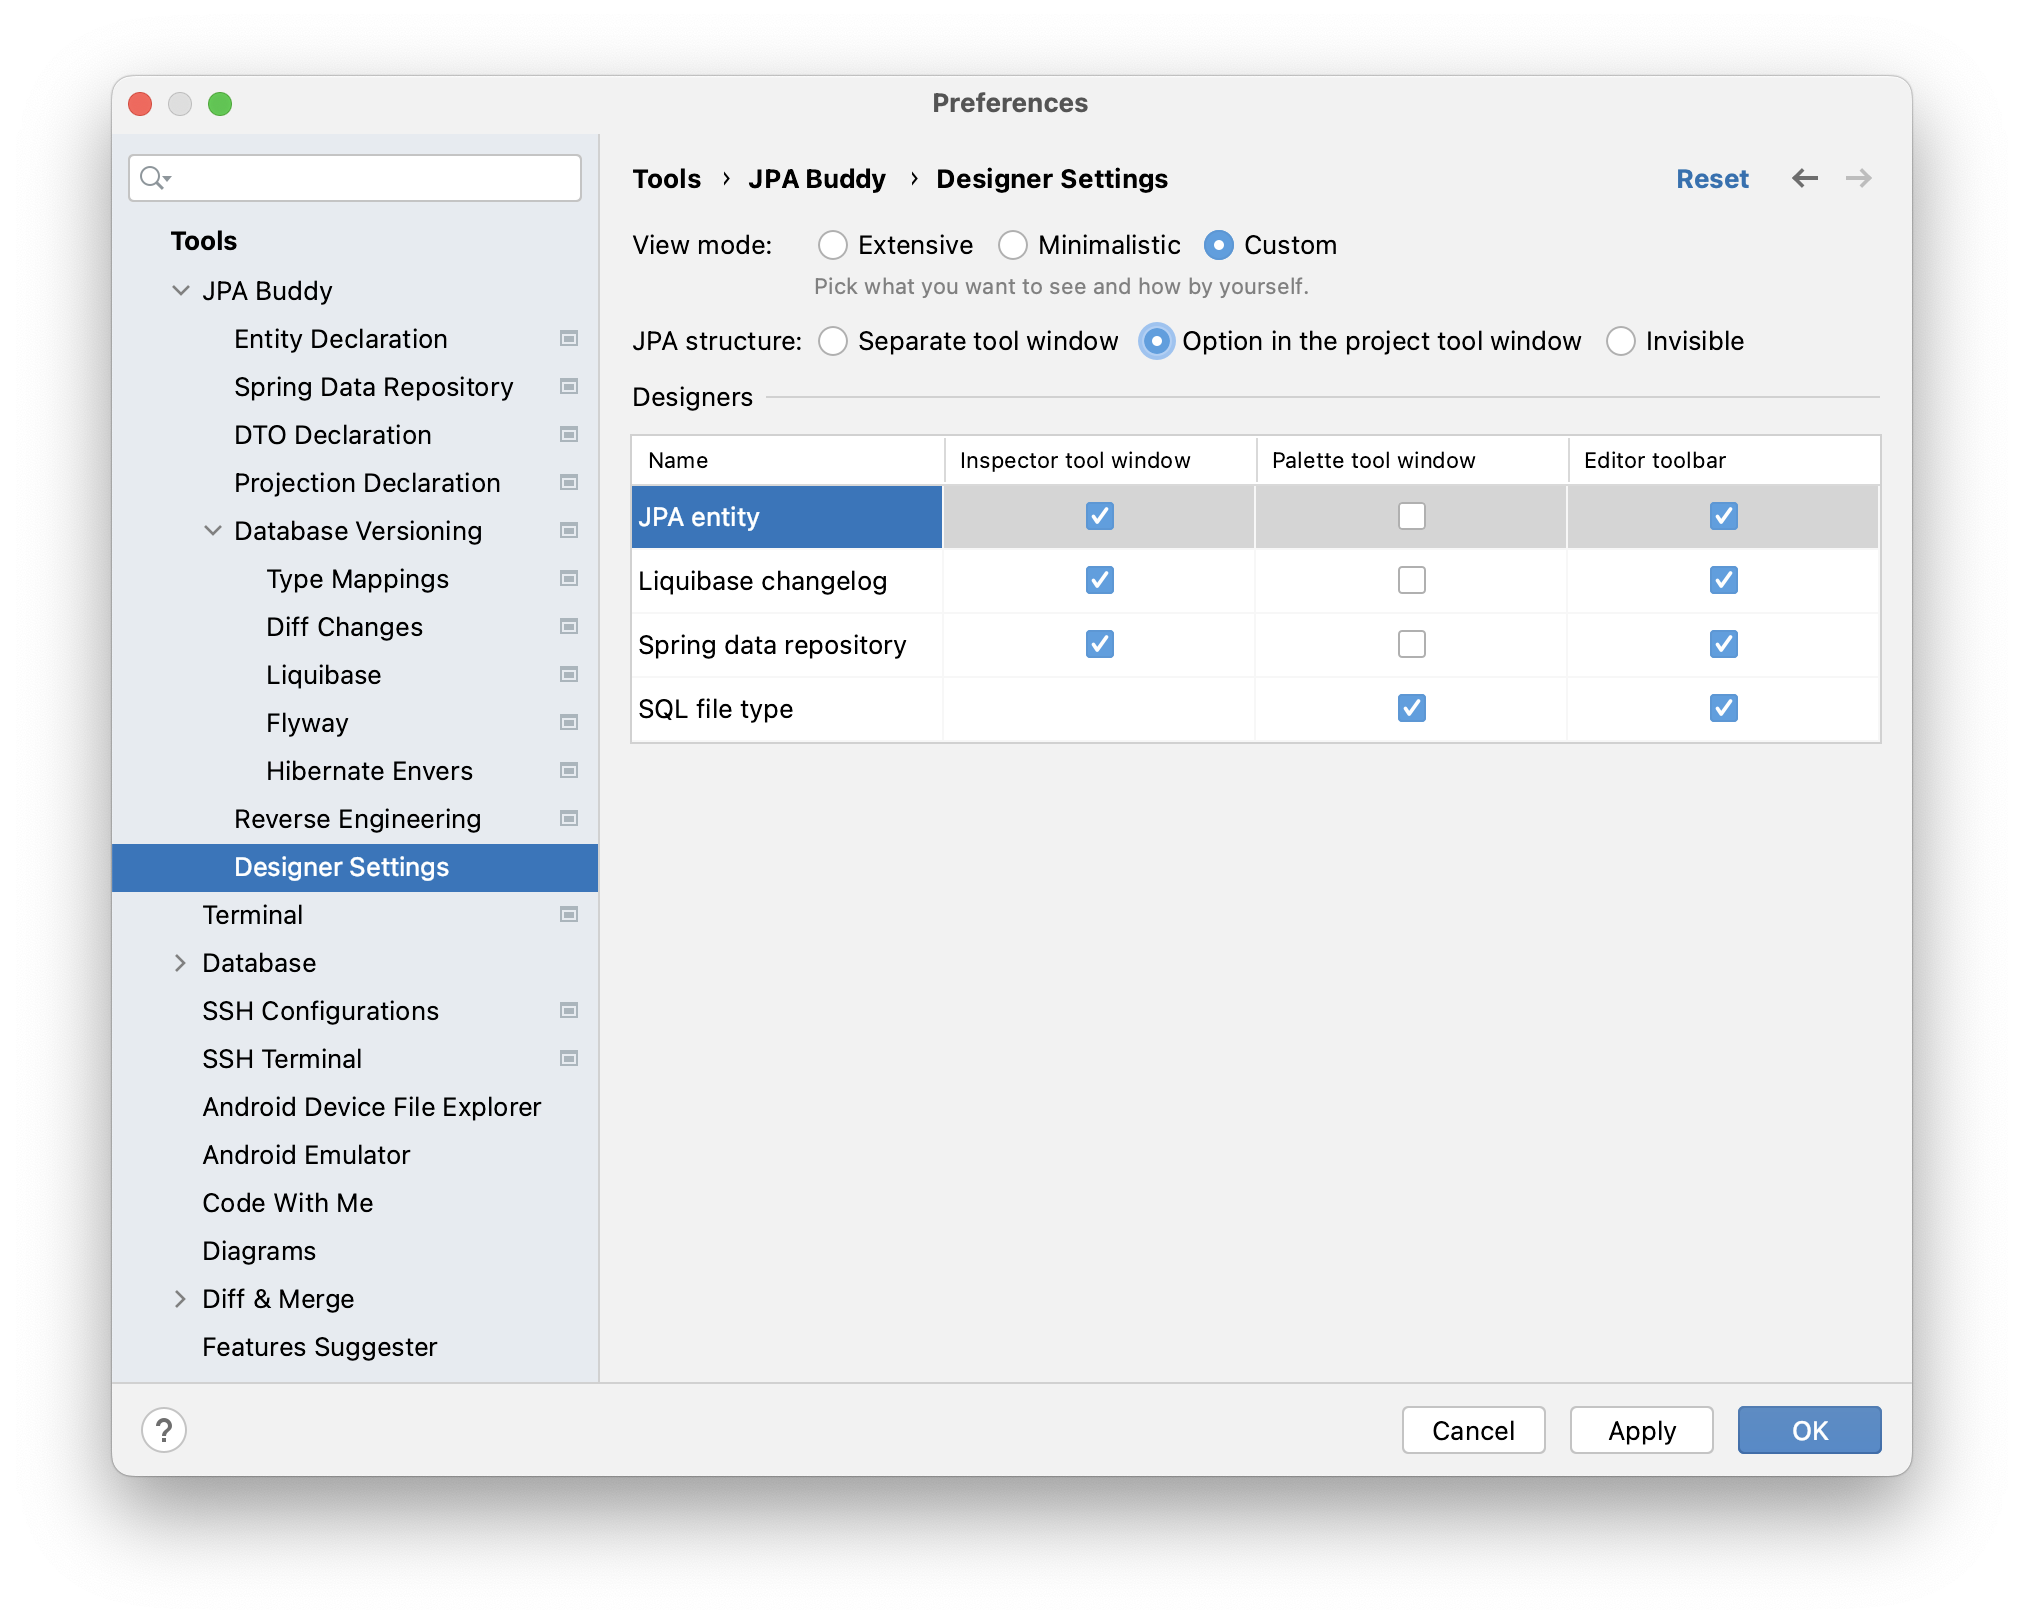 Preferences
Tools
JPA Buddy
Entity Declaration
Spring Data Repository
DTO Declaration
Projection Declaration
Database Versioning
Type Mappings
Diff Changes
Liquibase
Flyway
Hibernate Envers
Reverse Engineering
Designer Settings
Terminal
Database
SSH Configurations
SSH Terminal
Android Device File Explorer
Android Emulator
Code With Me
Diagrams
Diff & Merge
Features Suggester
Tools › JPA Buddy › Designer Settings Reset
View mode: Extensive Minimalistic Custom
Pick what you want to see and how by yourself.
JPA structure: Separate tool window Option in the project tool window Invisible
Designers
Name Inspector tool window Palette tool window Editor toolbar
JPA entity
Liquibase changelog
Spring data repository
SQL file type
? Cancel Apply OK